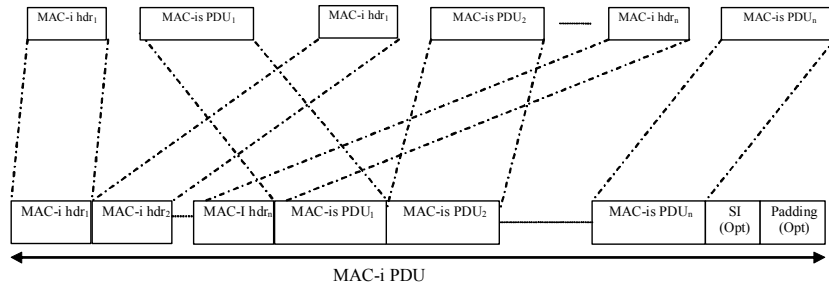 MAC-i hdr₁ MAC-is PDU₁ MAC-i hdr₁ MAC-is PDU₂ MAC-i hdrₙ MAC-is PDUₙ
MAC-i hdr₁ MAC-i hdr₂ MAC-I hdrₙ MAC-is PDU₁ MAC-is PDU₂ MAC-is PDUₙ SI Padding
(Opt) (Opt)
MAC-i PDU